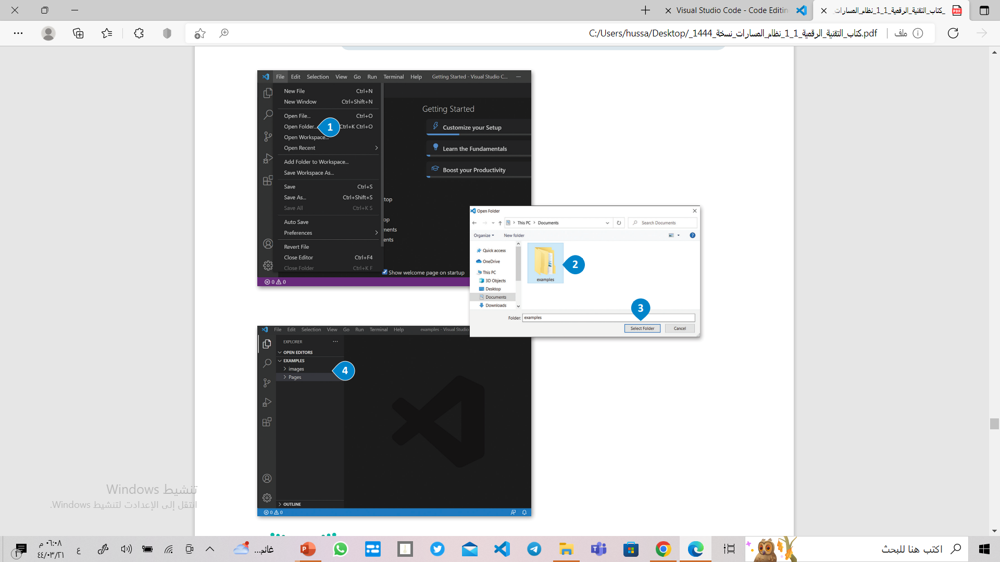 Visual Studio Code - Code Editin
كتاب_التقنية_الرقمية_1_1_نظام_المسارات_
C:/Users/hussa/Desktop/_1444_كتاب_التقنية_الرقمية_1_1_نظام_المسارات_نسخة.pdf
ملف
File Edit Selection View Go Run Terminal Help Getting Started - Visual Studio C...
New File Ctrl+N
New Window Ctrl+Shift+N
Open File... Ctrl+O
Open Folder... Ctrl+K Ctrl+O
1
Open Workspace...
Open Recent
Add Folder to Workspace...
Save Workspace As...
Save Ctrl+S
Save As... Ctrl+Shift+S
Save All Ctrl+K S
Auto Save
Preferences
Revert File
Close Editor Ctrl+F4
Close Folder Ctrl+K F
Getting Started
Customize your Setup
Learn the Fundamentals
Boost your Productivity
top
op
ments
ents
Show welcome page on startup
0 0
Open Folder
This PC > Documents
Search Documents
Organize New folder
Quick access
OneDrive
This PC
3D Objects
Desktop
Documents
Downloads
examples
2
3
Folder: examples
Select Folder Cancel
File Edit Selection View Go Run Terminal Help examples - Visual Studio
EXPLORER
OPEN EDITORS
EXAMPLES
images
Pages
4
OUTLINE
0 0
تنشيط Windows
انتقل إلى الإعدادت لتنشيط Windows.
٠٦:٠٨ م
٤٤/٠٣/٢١
١
ع
غائم...
اكتب هنا للبحث